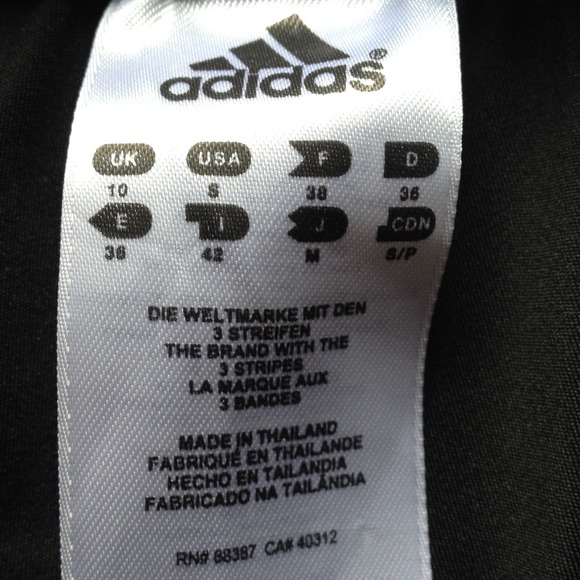 adidas®
UK USA F D
10 S 38 36
E I J CDN
38 42 M S/P
DIE WELTMARKE MIT DEN
3 STREIFEN
THE BRAND WITH THE
3 STRIPES
LA MARQUE AUX
3 BANDES
MADE IN THAILAND
FABRIQUÉ EN THAILANDE
HECHO EN TAILANDIA
FABRICADO NA TAILÂNDIA
RN# 88387 CA# 40312